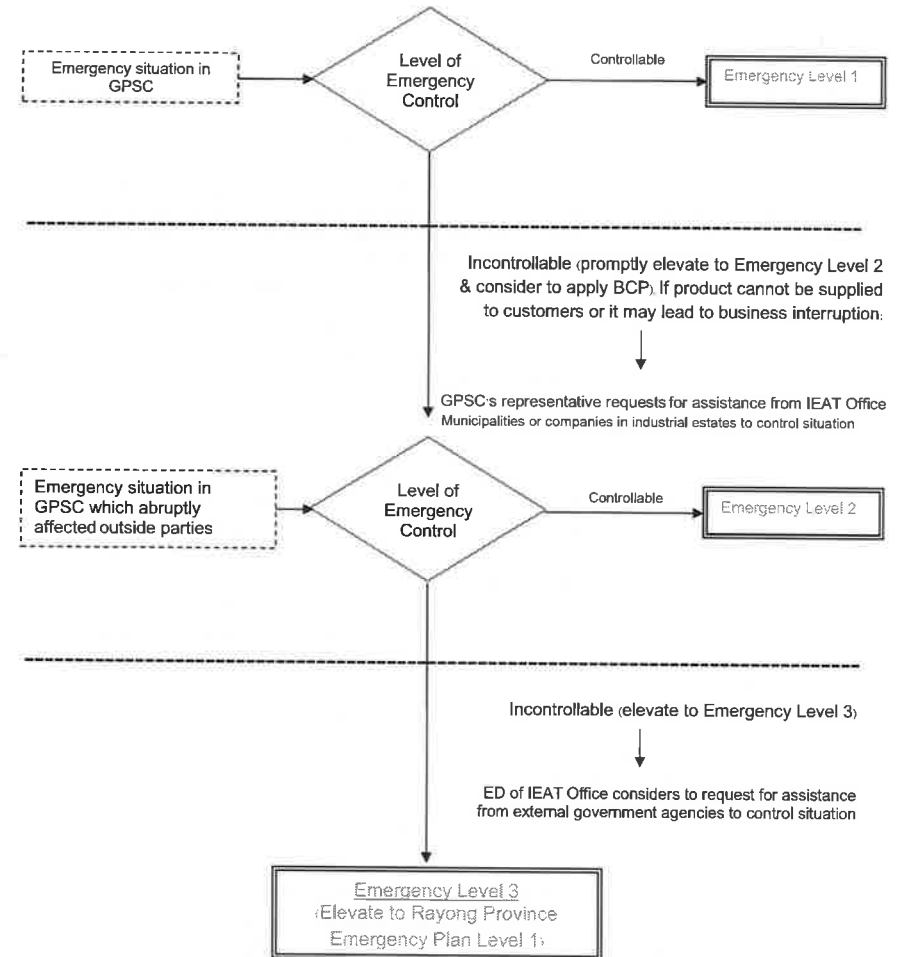 Emergency situation in
GPSC
Level of
Emergency
Control
Controllable
Emergency Level 1
Incontrollable (promptly elevate to Emergency Level 2
& consider to apply BCP). If product cannot be supplied
to customers or it may lead to business interruption:
GPSC's representative requests for assistance from IEAT Office
Municipalities or companies in industrial estates to control situation
Emergency situation in
GPSC which abruptly
affected outside parties
Level of
Emergency
Control
Controllable
Emergency Level 2
Incontrollable (elevate to Emergency Level 3)
ED of IEAT Office considers to request for assistance
from external government agencies to control situation
Emergency Level 3
(Elevate to Rayong Province
Emergency Plan Level 1)